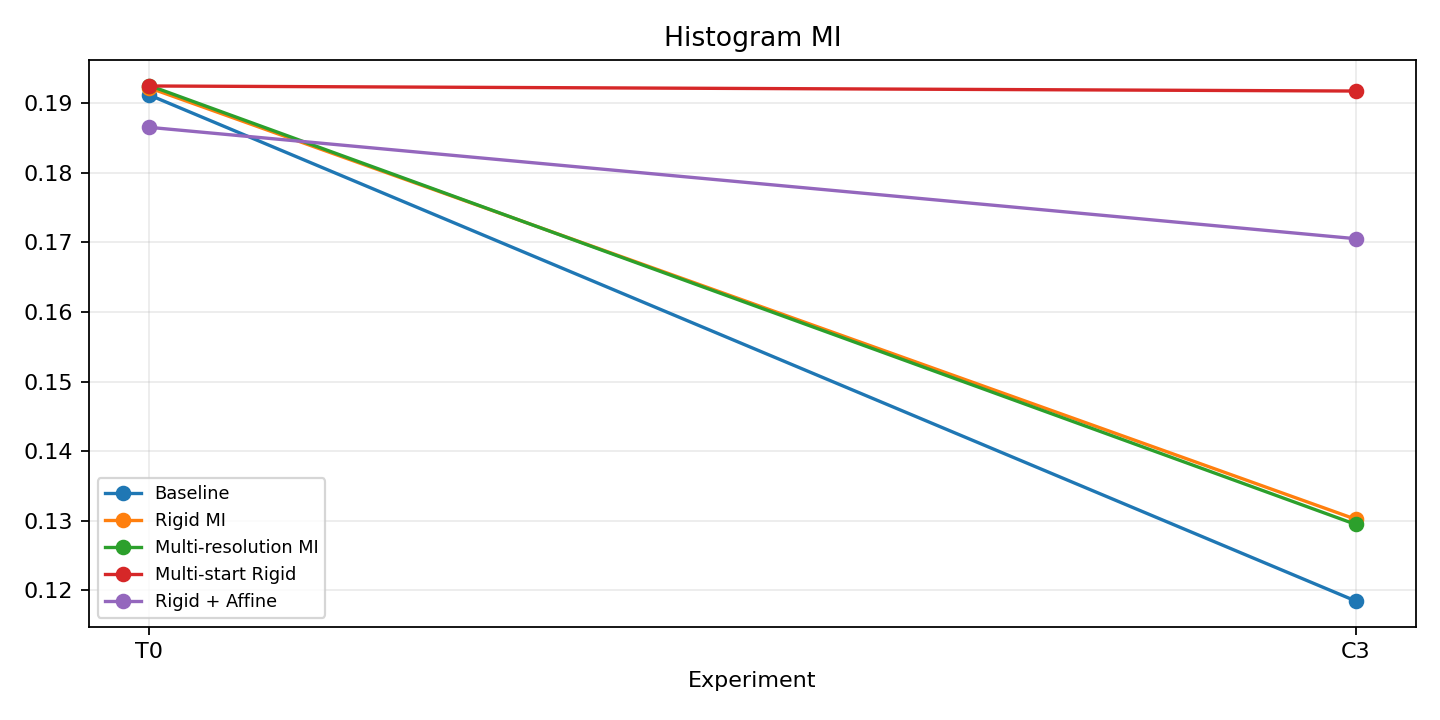 Histogram MI
0.19
0.18
0.17
0.16
0.15
0.14
0.13
0.12
Baseline
Rigid MI
Multi-resolution MI
Multi-start Rigid
Rigid + Affine
T0
C3
Experiment